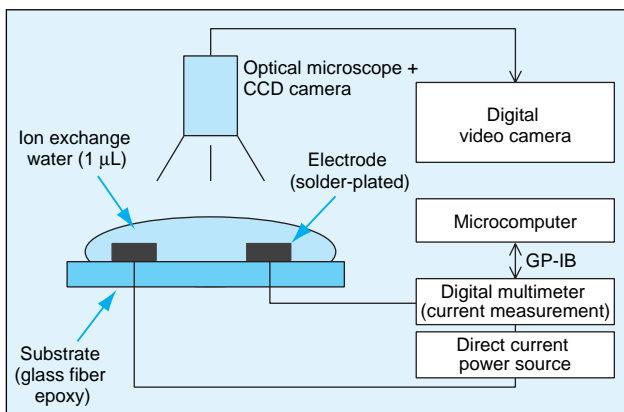 Optical microscope +
CCD camera
Digital
video camera
Ion exchange
water (1 μL)
Electrode
(solder-plated)
Microcomputer
GP-IB
Digital multimeter
(current measurement)
Direct current
power source
Substrate
(glass fiber
epoxy)